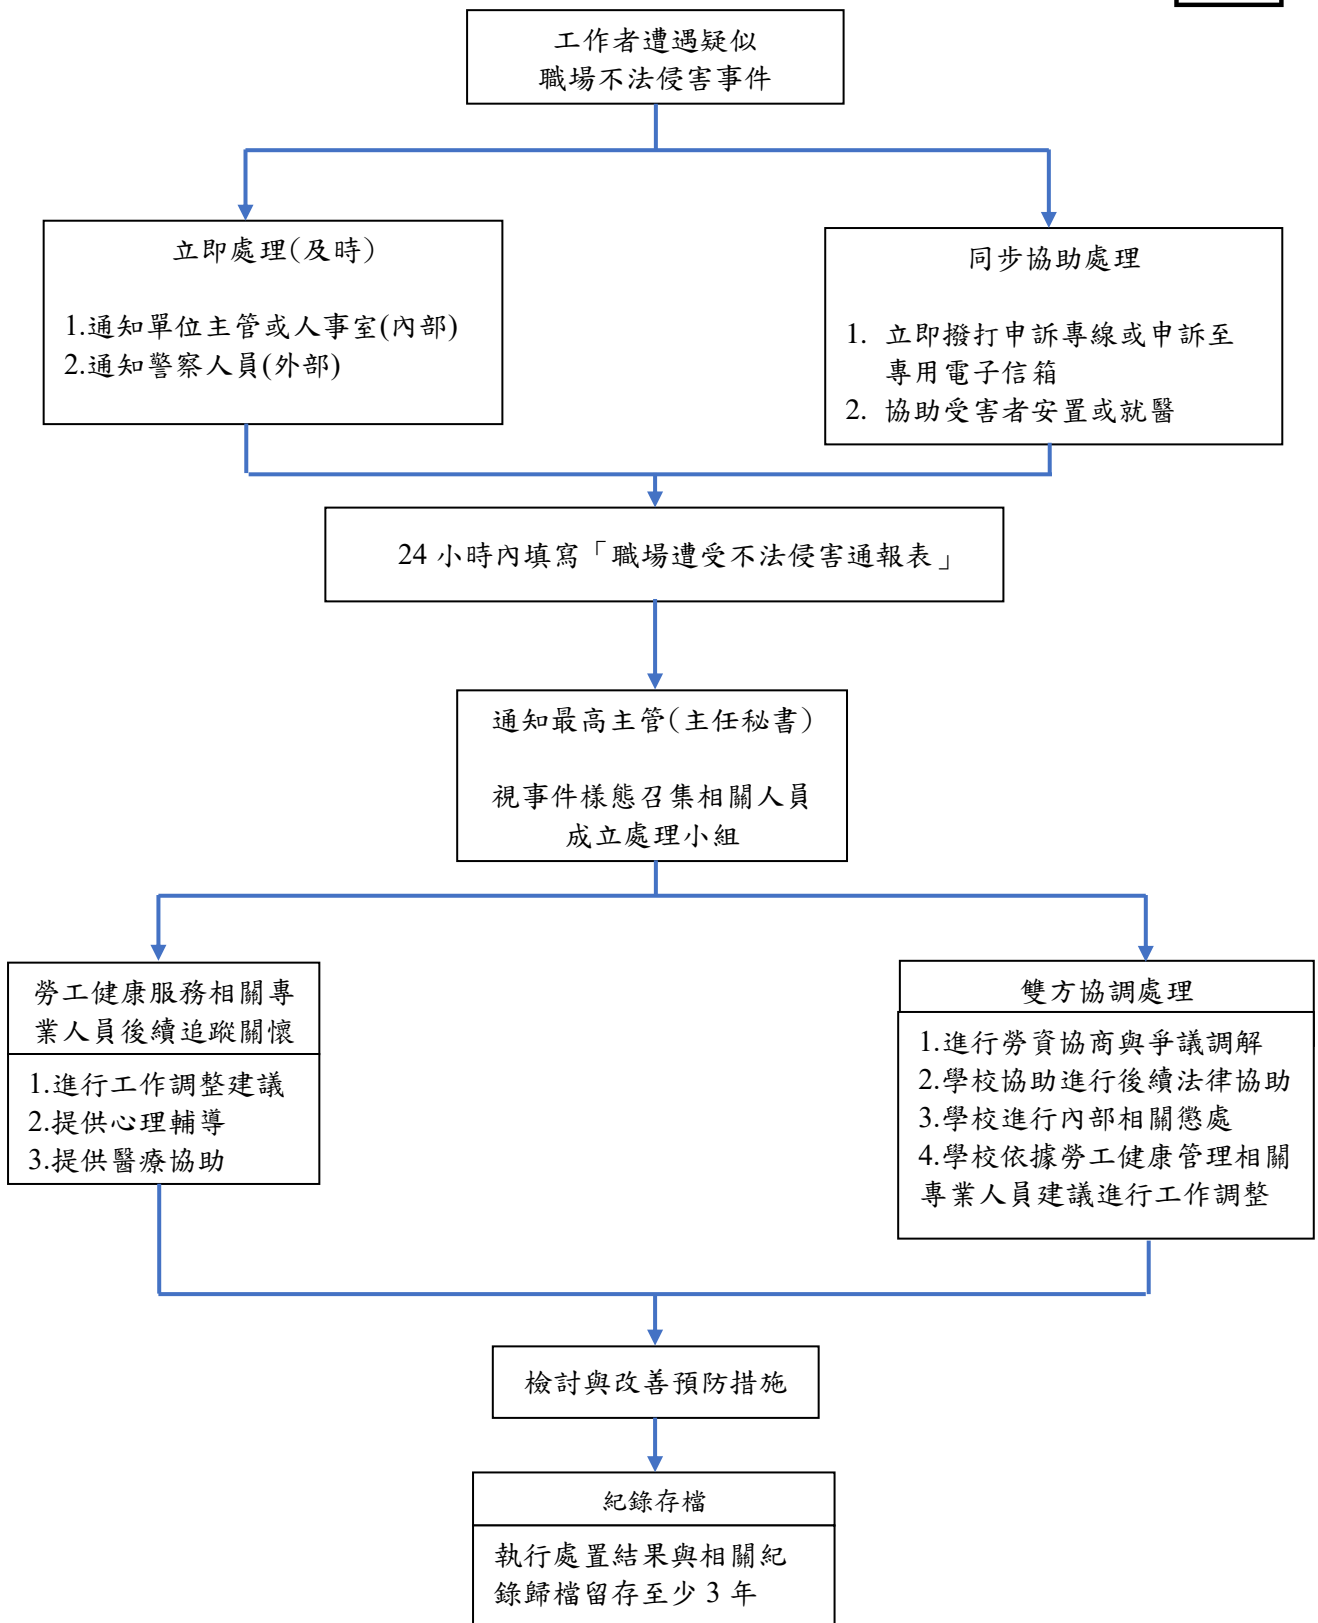 工作者遭遇疑似
職場不法侵害事件
立即處理(及時)
1.通知單位主管或人事室(內部)
2.通知警察人員(外部)
同步協助處理
1. 立即撥打申訴專線或申訴至
專用電子信箱
2. 協助受害者安置或就醫
24 小時內填寫「職場遭受不法侵害通報表」
通知最高主管(主任秘書)
視事件樣態召集相關人員
成立處理小組
勞工健康服務相關專
業人員後續追蹤關懷
1.進行工作調整建議
2.提供心理輔導
3.提供醫療協助
雙方協調處理
1.進行勞資協商與爭議調解
2.學校協助進行後續法律協助
3.學校進行內部相關懲處
4.學校依據勞工健康管理相關
專業人員建議進行工作調整
檢討與改善預防措施
紀錄存檔
執行處置結果與相關紀
錄歸檔留存至少 3 年